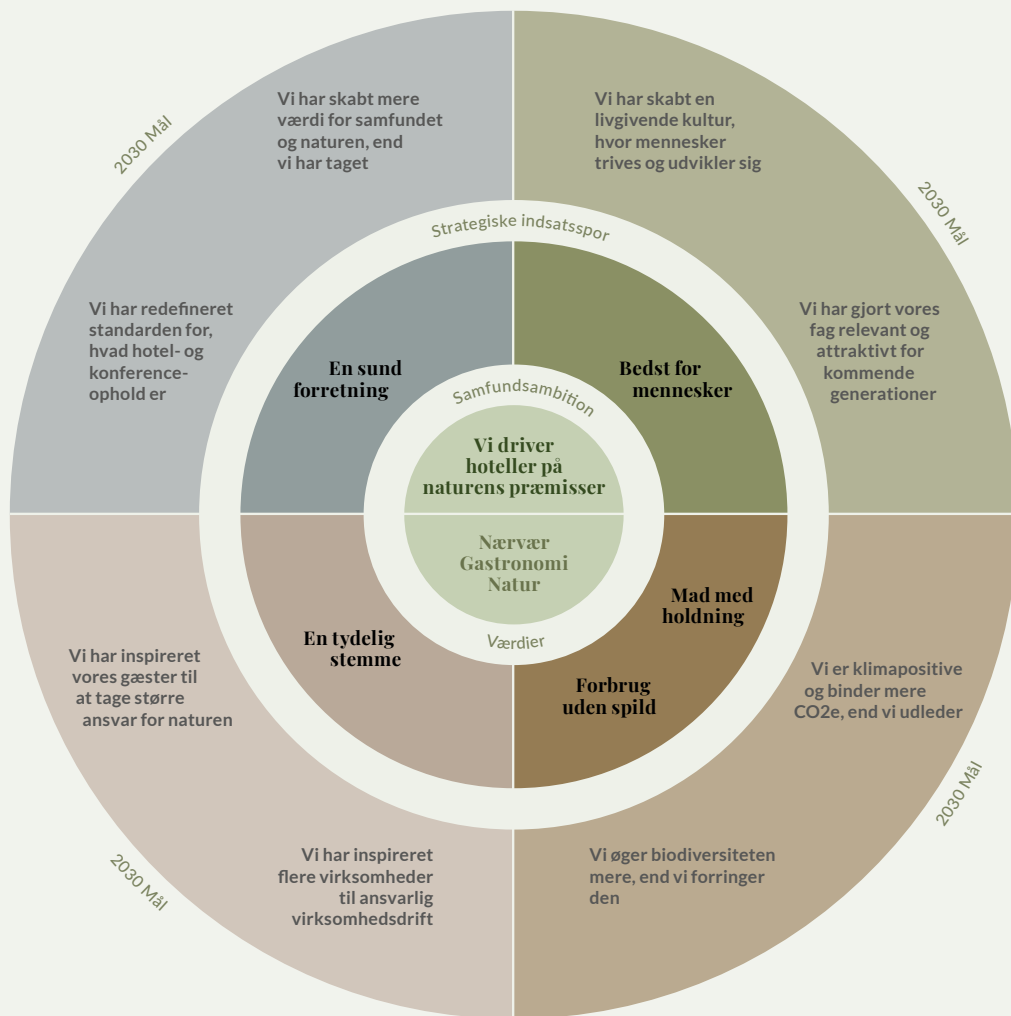 2030 Mål
Vi har skabt mere
værdi for samfundet
og naturen, end
vi har taget
Vi har redefineret
standarden for,
hvad hotel- og
konference-
ophold er
2030 Mål
Vi har skabt en
livgivende kultur,
hvor mennesker
trives og udvikler sig
Vi har gjort vores
fag relevant og
attraktivt for
kommende
generationer
Strategiske indsatsspor
En sund
forretning
Bedst for
mennesker
Samfundsambition
Vi driver
hoteller på
naturens præmisser
Nærvær
Gastronomi
Natur
Værdier
En tydelig
stemme
Mad med
holdning
Forbrug
uden spild
Vi har inspireret
vores gæster til
at tage større
ansvar for naturen
Vi har inspireret
flere virksomheder
til ansvarlig
virksomhedsdrift
2030 Mål
Vi er klimapositive
og binder mere
CO2e, end vi udleder
Vi øger biodiversiteten
mere, end vi forringer
den
2030 Mål